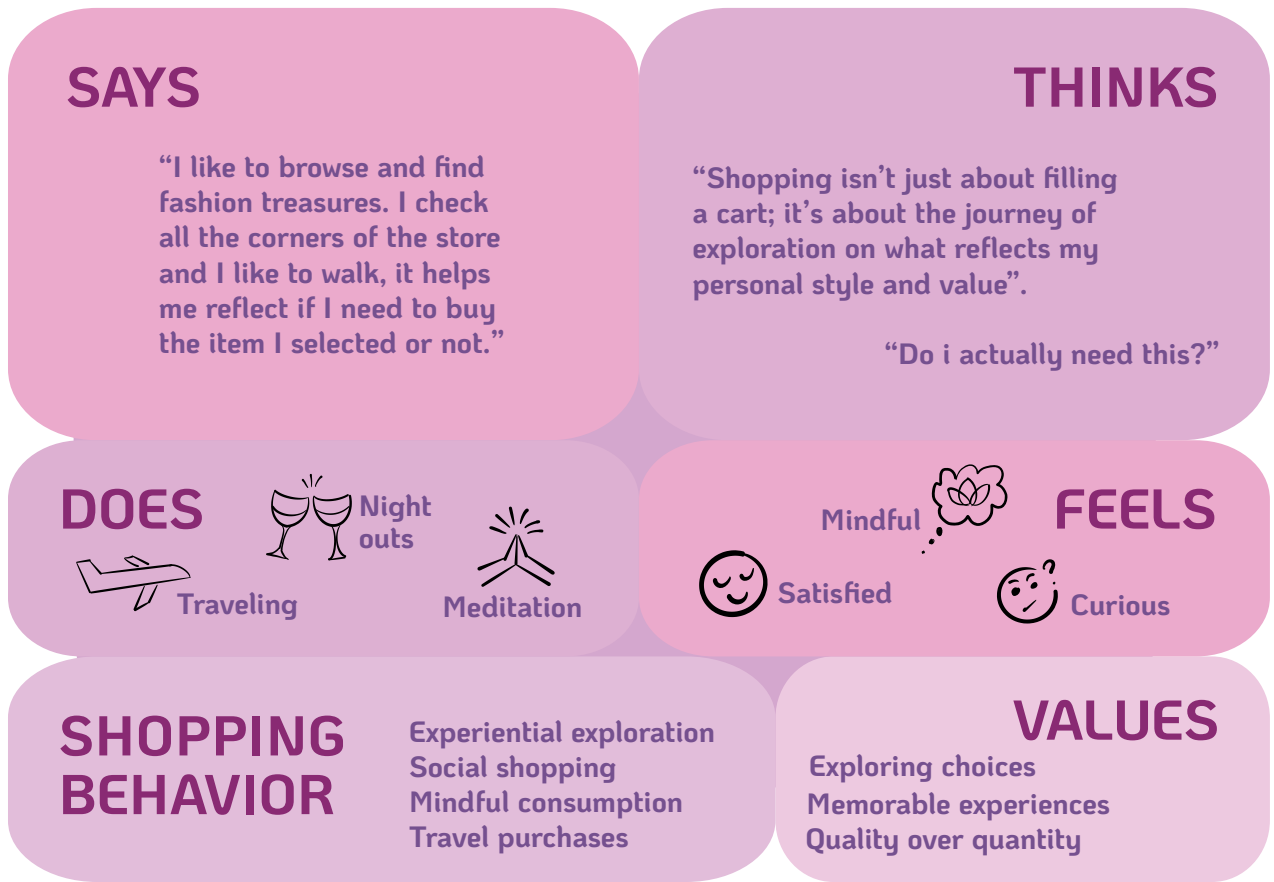 SAYS
“I like to browse and find
fashion treasures. I check
all the corners of the store
and I like to walk, it helps
me reflect if I need to buy
the item I selected or not.”
THINKS
“Shopping isn’t just about filling
a cart; it’s about the journey of
exploration on what reflects my
personal style and value”.
“Do i actually need this?”
DOES
Night
outs
Traveling
Meditation
FEELS
Mindful
Satisfied
Curious
SHOPPING
BEHAVIOR
Experiential exploration
Social shopping
Mindful consumption
Travel purchases
VALUES
Exploring choices
Memorable experiences
Quality over quantity